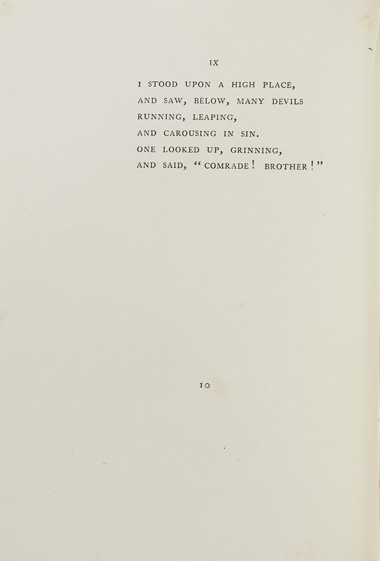 IX
I STOOD UPON A HIGH PLACE,
AND SAW, BELOW, MANY DEVILS
RUNNING, LEAPING,
AND CAROUSING IN SIN.
ONE LOOKED UP, GRINNING,
AND SAID, “COMRADE! BROTHER!”
10